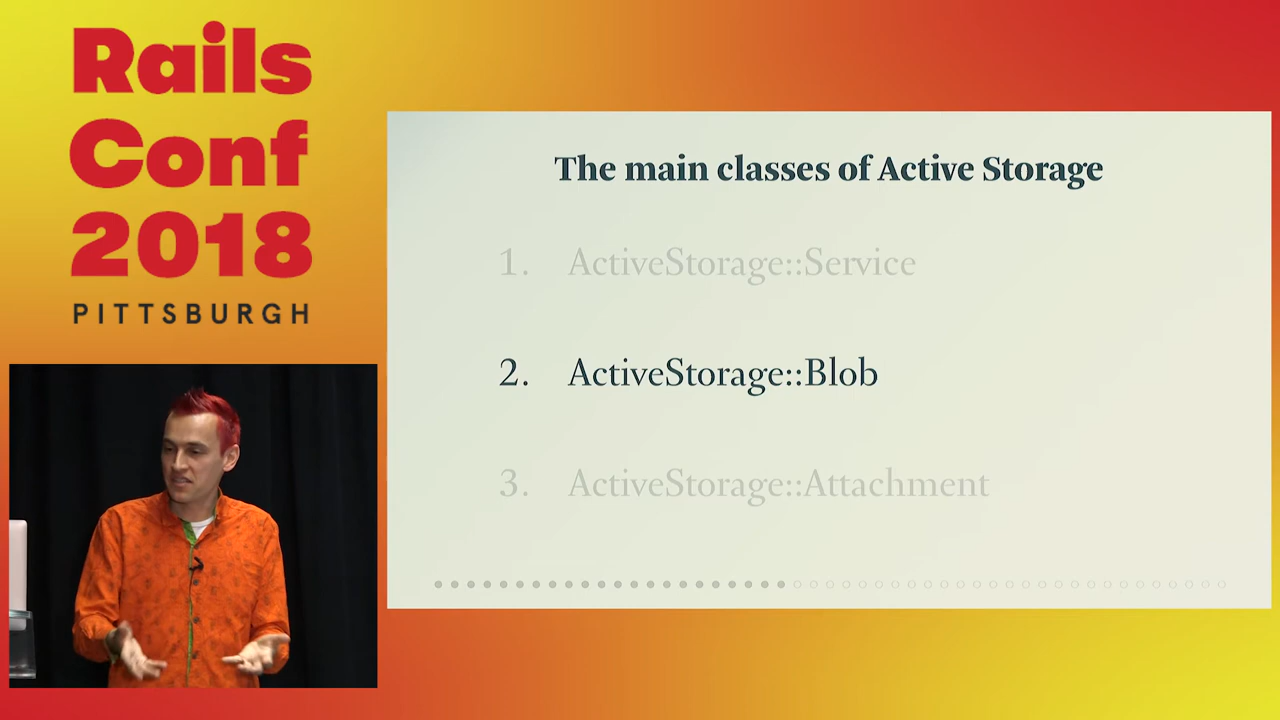 Rails
Conf
2018
PITTSBURGH
The main classes of Active Storage
1. ActiveStorage::Service
2. ActiveStorage::Blob
3. ActiveStorage::Attachment